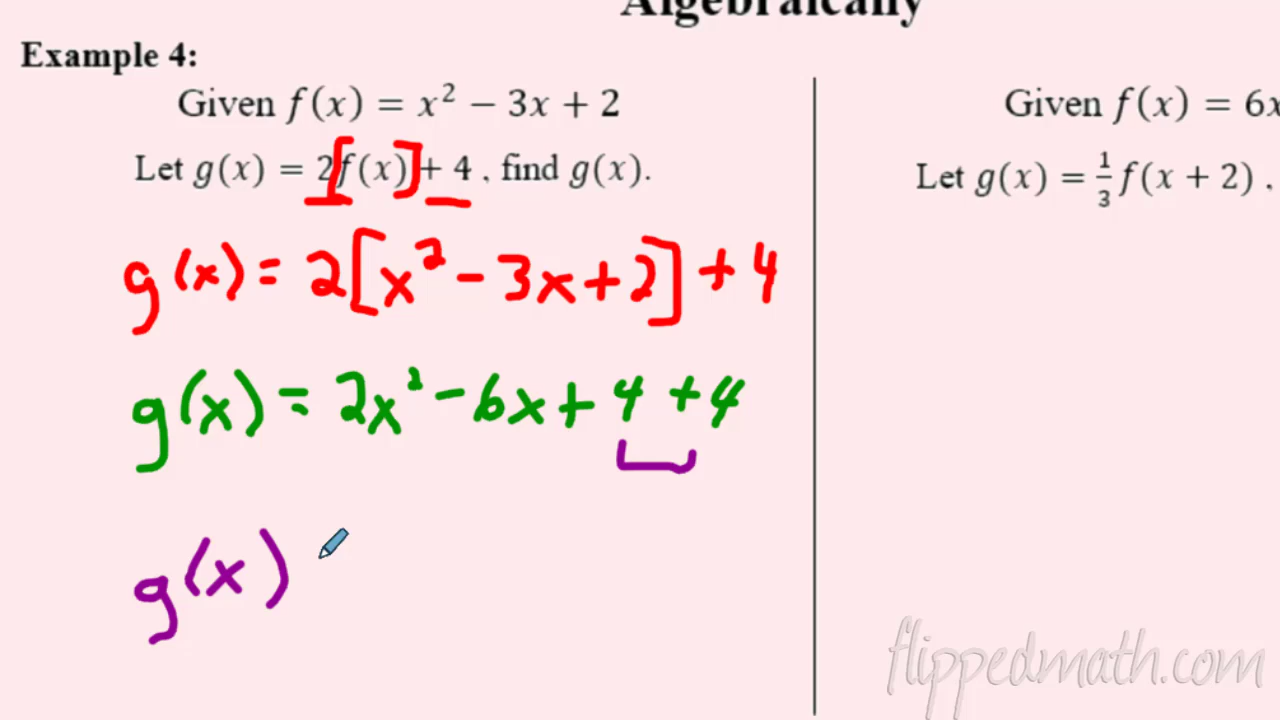 Algebraically
Example 4:
Given f(x) = x² − 3x + 2
Let g(x) = 2[f(x)] + 4 , find g(x).
g(x) = 2[x² − 3x + 2] + 4
g(x) = 2x² − 6x + 4 + 4
g(x)
Given f(x) = 6x
Let g(x) = 1/3 f(x + 2) ,
flippedmath.com